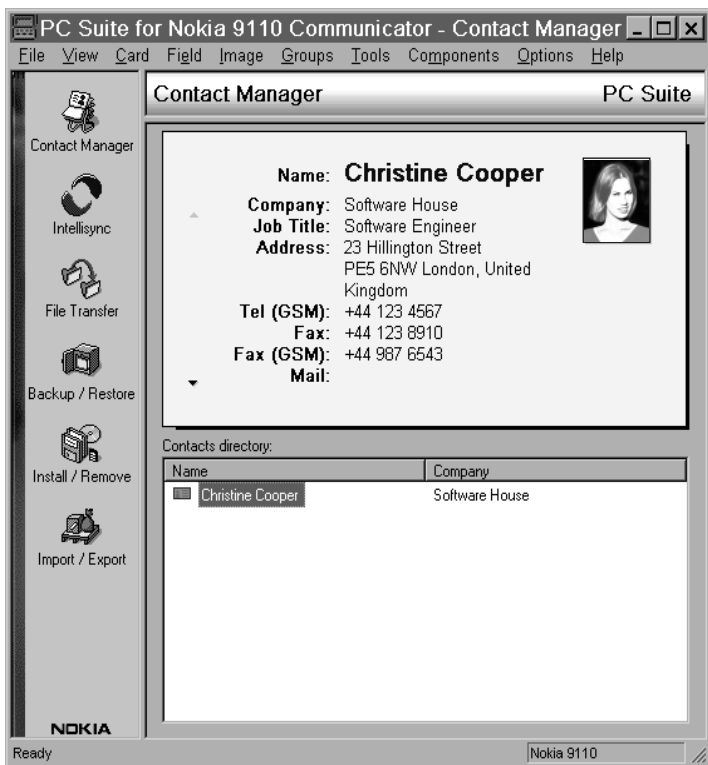 PC Suite for Nokia 9110 Communicator - Contact Manager
File View Card Field Image Groups Tools Components Options Help
Contact Manager
Intellisync
File Transfer
Backup / Restore
Install / Remove
Import / Export
NOKIA
Contact Manager PC Suite
Name: Christine Cooper
Company: Software House
Job Title: Software Engineer
Address: 23 Hillington Street
PE5 6NW London, United
Kingdom
Tel (GSM): +44 123 4567
Fax: +44 123 8910
Fax (GSM): +44 987 6543
Mail:
Contacts directory:
Name Company
Christine Cooper Software House
Ready Nokia 9110